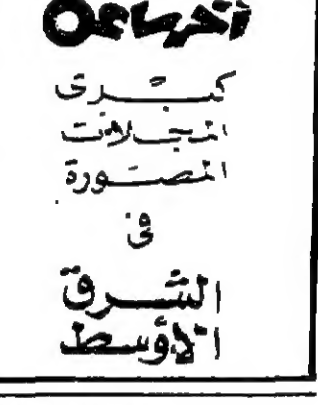 آخر ساعة
كبرى
المجلات
المصورة
في
الشرق
الأوسط